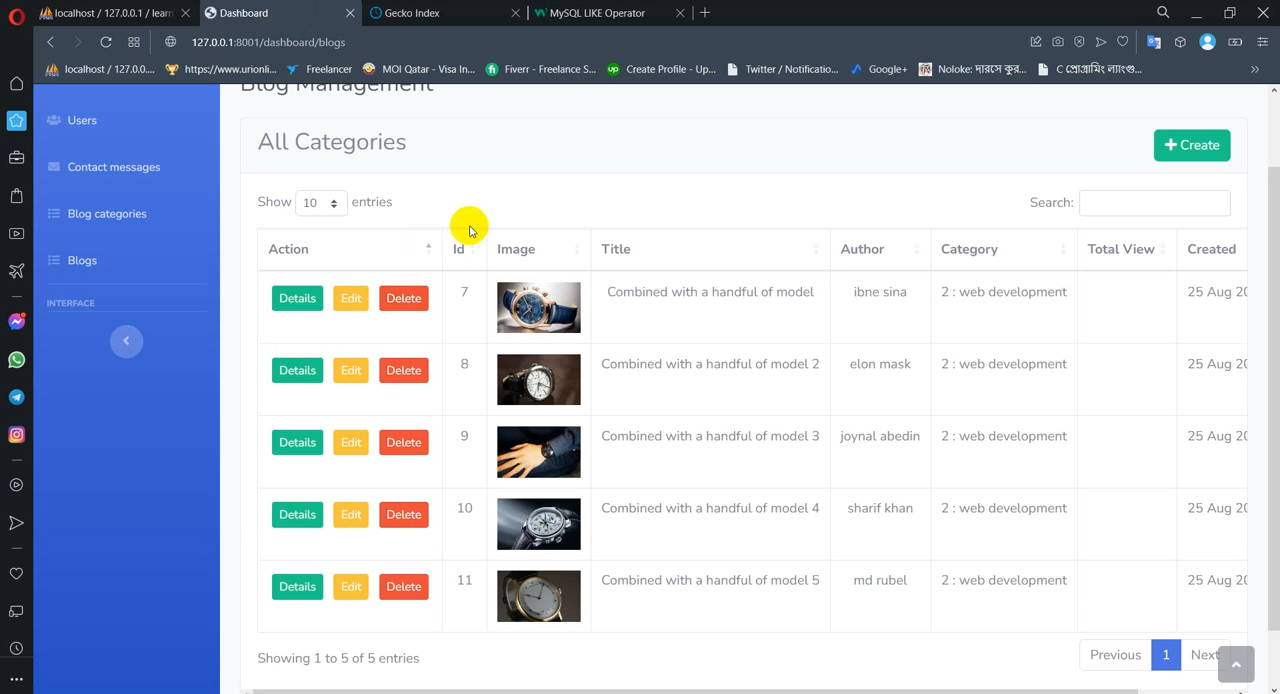 localhost / 127.0.0.1 / learn
Dashboard
Gecko Index
MySQL LIKE Operator
127.0.0.1:8001/dashboard/blogs
localhost / 127.0.0....
https://www.urionli...
Freelancer
MOI Qatar - Visa In...
Fiverr - Freelance S...
Create Profile - Up...
Twitter / Notificatio...
Google+
Noloke: দারসে কুর...
C প্রোগ্রামিং ল্যাংগু...
Users
Contact messages
Blog categories
Blogs
INTERFACE
Blog Management
All Categories
Create
Show 10 entries
Search:
Action Id Image Title Author Category Total View Created
Details Edit Delete 7 Combined with a handful of model ibne sina 2 : web development 25 Aug 20
Details Edit Delete 8 Combined with a handful of model 2 elon mask 2 : web development 25 Aug 20
Details Edit Delete 9 Combined with a handful of model 3 joynal abedin 2 : web development 25 Aug 20
Details Edit Delete 10 Combined with a handful of model 4 sharif khan 2 : web development 25 Aug 20
Details Edit Delete 11 Combined with a handful of model 5 md rubel 2 : web development 25 Aug 20
Showing 1 to 5 of 5 entries
Previous 1 Next